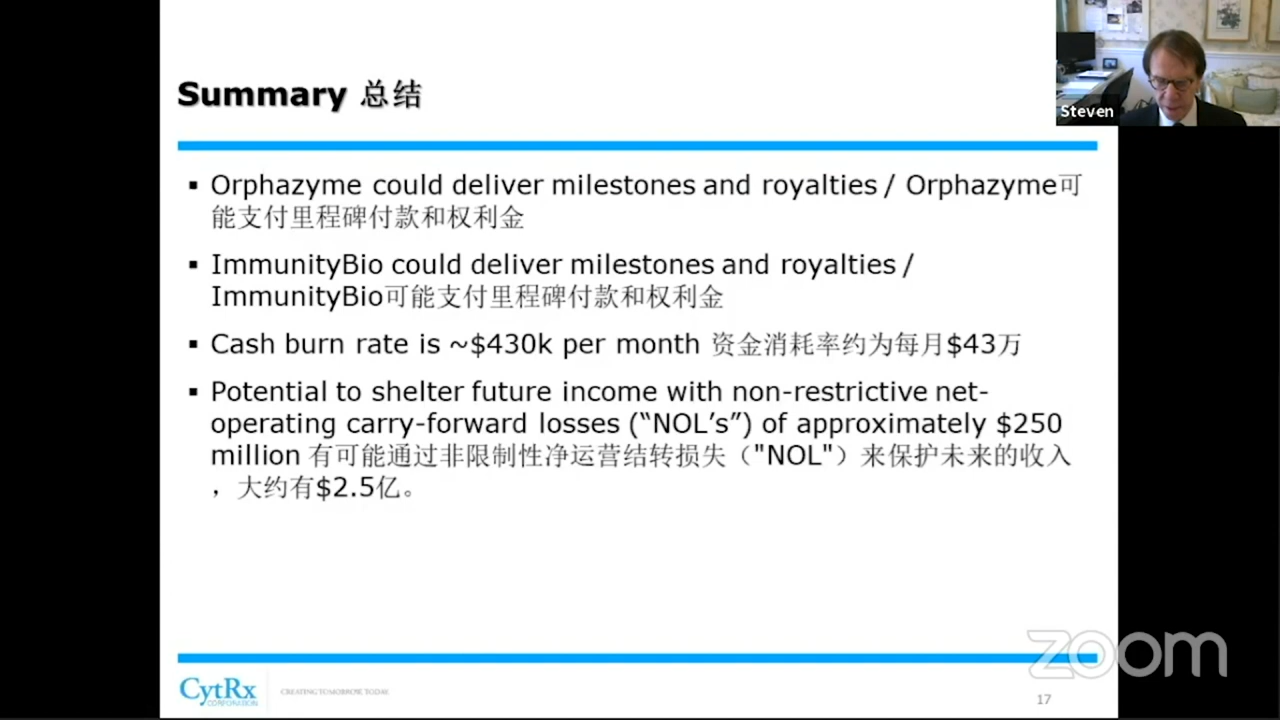 Summary 总结
Steven
▪ Orphazyme could deliver milestones and royalties / Orphazyme可
能支付里程碑付款和权利金
▪ ImmunityBio could deliver milestones and royalties /
ImmunityBio可能支付里程碑付款和权利金
▪ Cash burn rate is ~$430k per month 资金消耗率约为每月$43万
▪ Potential to shelter future income with non-restrictive net-
operating carry-forward losses (“NOL’s”) of approximately $250
million 有可能通过非限制性净运营结转损失（"NOL"）来保护未来的收入
，大约有$2.5亿。
zoom
CytRx
CORPORATION
CREATING TOMORROW TODAY
17